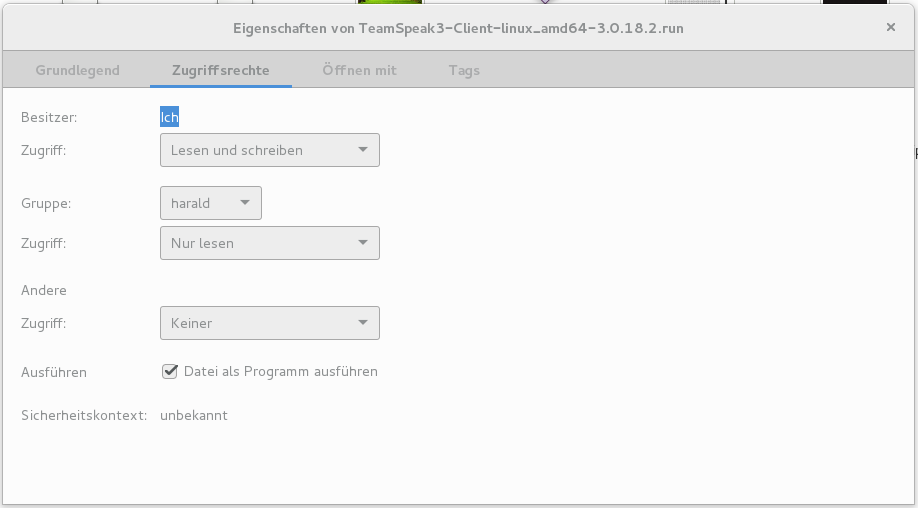 Eigenschaften von TeamSpeak3-Client-linux_amd64-3.0.18.2.run
Grundlegend Zugriffsrechte Öffnen mit Tags
Besitzer: Ich
Zugriff: Lesen und schreiben
Gruppe: harald
Zugriff: Nur lesen
Andere
Zugriff: Keiner
Ausführen Datei als Programm ausführen
Sicherheitskontext: unbekannt